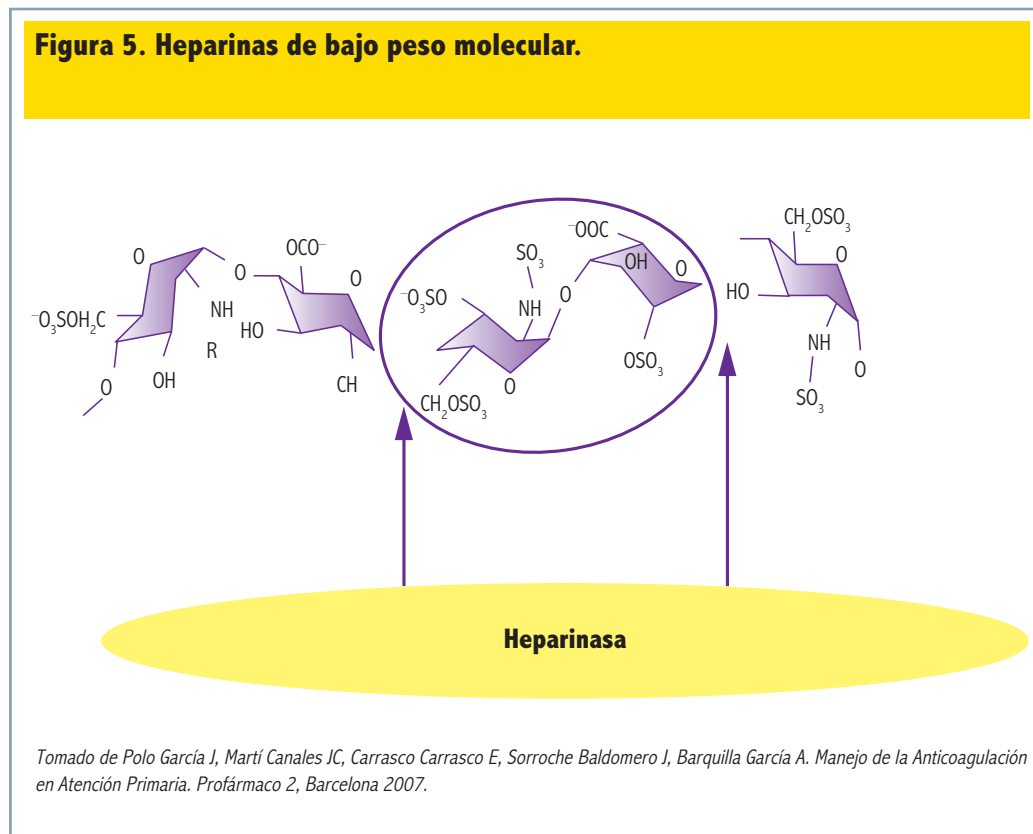 Figura 5. Heparinas de bajo peso molecular.
O
O
OCO⁻
O
⁻O₃SOH₂C
NH
HO
R
O
OH
CH
⁻O₃SO
SO₃
NH
O
⁻OOC
OH
O
CH₂OSO₃
O
OSO₃
CH₂OSO₃
O
HO
NH
O
SO₃
Heparinasa
Tomado de Polo García J, Martí Canales JC, Carrasco Carrasco E, Sorroche Baldomero J, Barquilla García A. Manejo de la Anticoagulación
en Atención Primaria. Profármaco 2, Barcelona 2007.